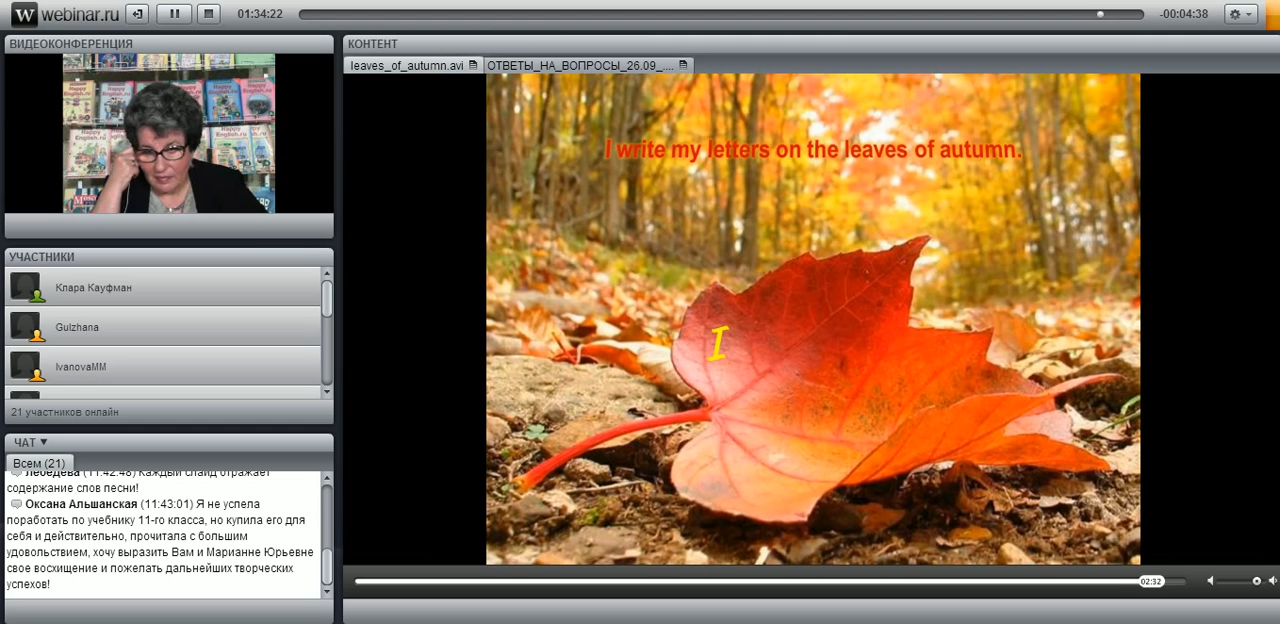 W webinar.ru
01:34:22
-00:04:38
ВИДЕОКОНФЕРЕНЦИЯ
Happy English.ru
УЧАСТНИКИ
Клара Кауфман
Gulzhana
IvanovaMM
21 участников онлайн
ЧАТ
Всем (21)
Лебедева (11:42:48) Каждый слайд отражает
содержание слов песни!
Оксана Альшанская (11:43:01) Я не успела
поработать по учебнику 11-го класса, но купила его для
себя и действительно, прочитала с большим
удовольствием, хочу выразить Вам и Марианне Юрьевне
свое восхищение и пожелать дальнейших творческих
успехов!
КОНТЕНТ
leaves_of_autumn.avi
ОТВЕТЫ_НА_ВОПРОСЫ_26.09_....
I write my letters on the leaves of autumn.
I
02:32